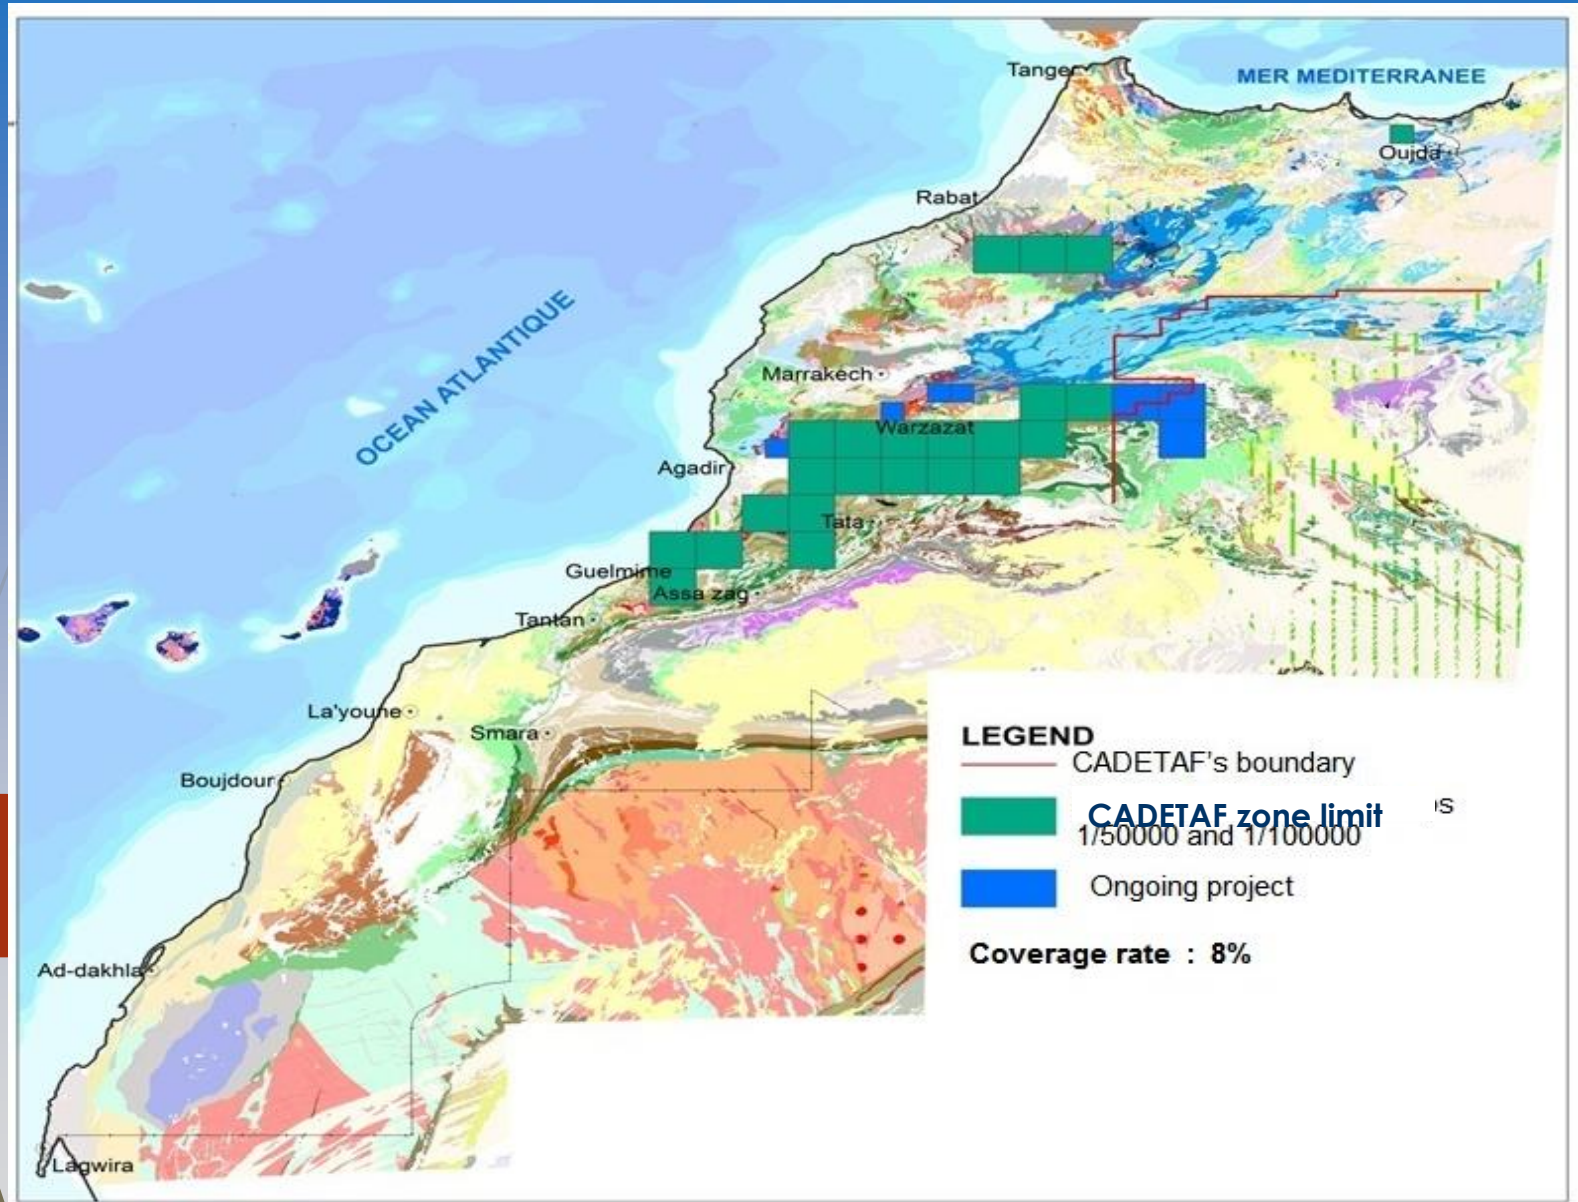 Tanger
MER MEDITERRANEE
Oujda
Rabat
OCEAN ATLANTIQUE
Marrakech
Warzazat
Agadir
Tata
Guelmime
Assa zag
Tantan
La'youne
Smara
Boujdour
Ad-dakhla
Lagwira
LEGEND
CADETAF's boundary
CADETAF zone limit
1/50000 and 1/100000
Ongoing project
Coverage rate : 8%